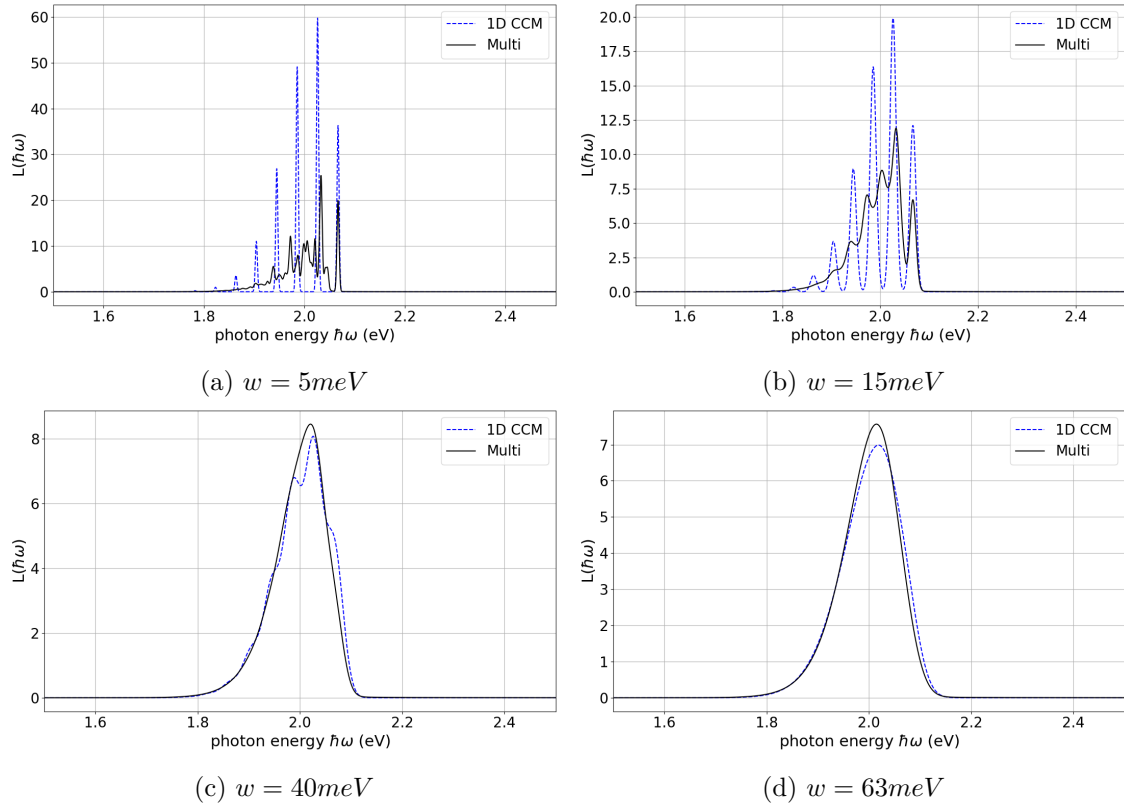 60
50
40
30
20
10
0
L(ħω)
1D CCM
Multi
1.6 1.8 2.0 2.2 2.4
photon energy ħω (eV)
(a) w = 5meV
20.0
17.5
15.0
12.5
10.0
7.5
5.0
2.5
0.0
L(ħω)
1D CCM
Multi
1.6 1.8 2.0 2.2 2.4
photon energy ħω (eV)
(b) w = 15meV
8
6
4
2
0
L(ħω)
1D CCM
Multi
1.6 1.8 2.0 2.2 2.4
photon energy ħω (eV)
(c) w = 40meV
7
6
5
4
3
2
1
0
L(ħω)
1D CCM
Multi
1.6 1.8 2.0 2.2 2.4
photon energy ħω (eV)
(d) w = 63meV